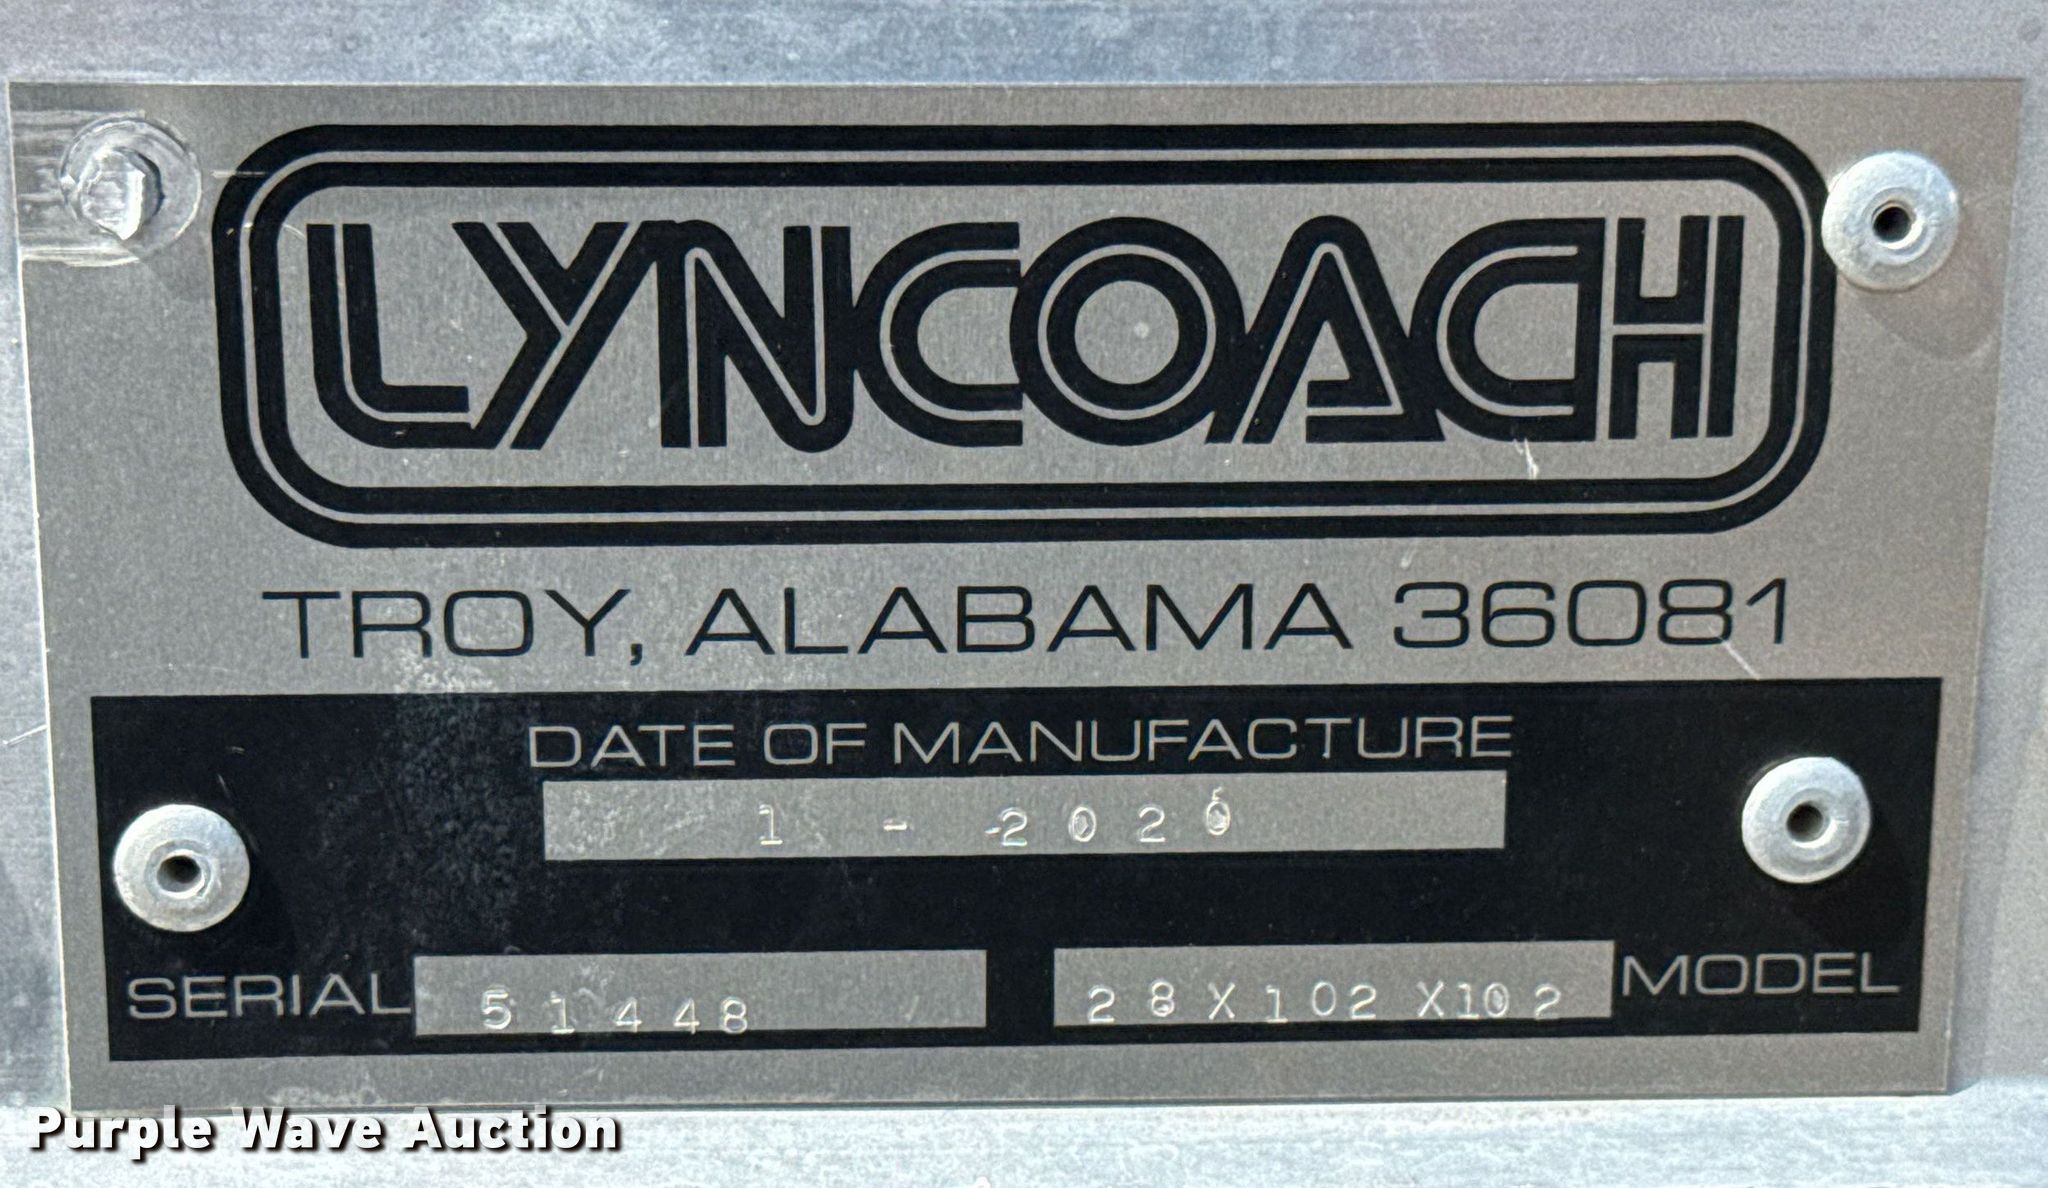 LYNCOACH
TROY, ALABAMA 36081
DATE OF MANUFACTURE
1 - 2020
SERIAL 51448 28X102X102 MODEL
Purple Wave Auction